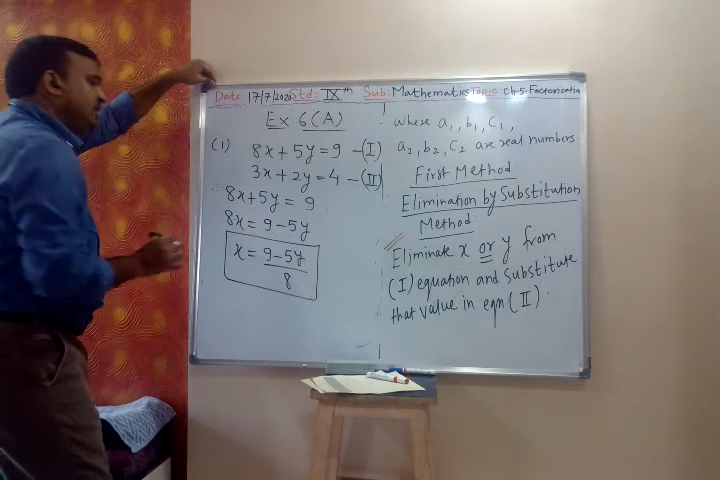 Date: 17/7/2020 Std: IXth Sub: Mathematics Topic: Ch-5. Factorisatio
Ex 6(A)
(1) 8x + 5y = 9 – (I)
3x + 2y = 4 – (II)
∴ 8x + 5y = 9
8x = 9 – 5y
x = 9 – 5y / 8
where a₁, b₁, c₁,
a₂, b₂, c₂ are real numbers
First Method
Elimination by Substitution
Method
Eliminate x or y from
(I) equation and substitute
that value in eqn (II).